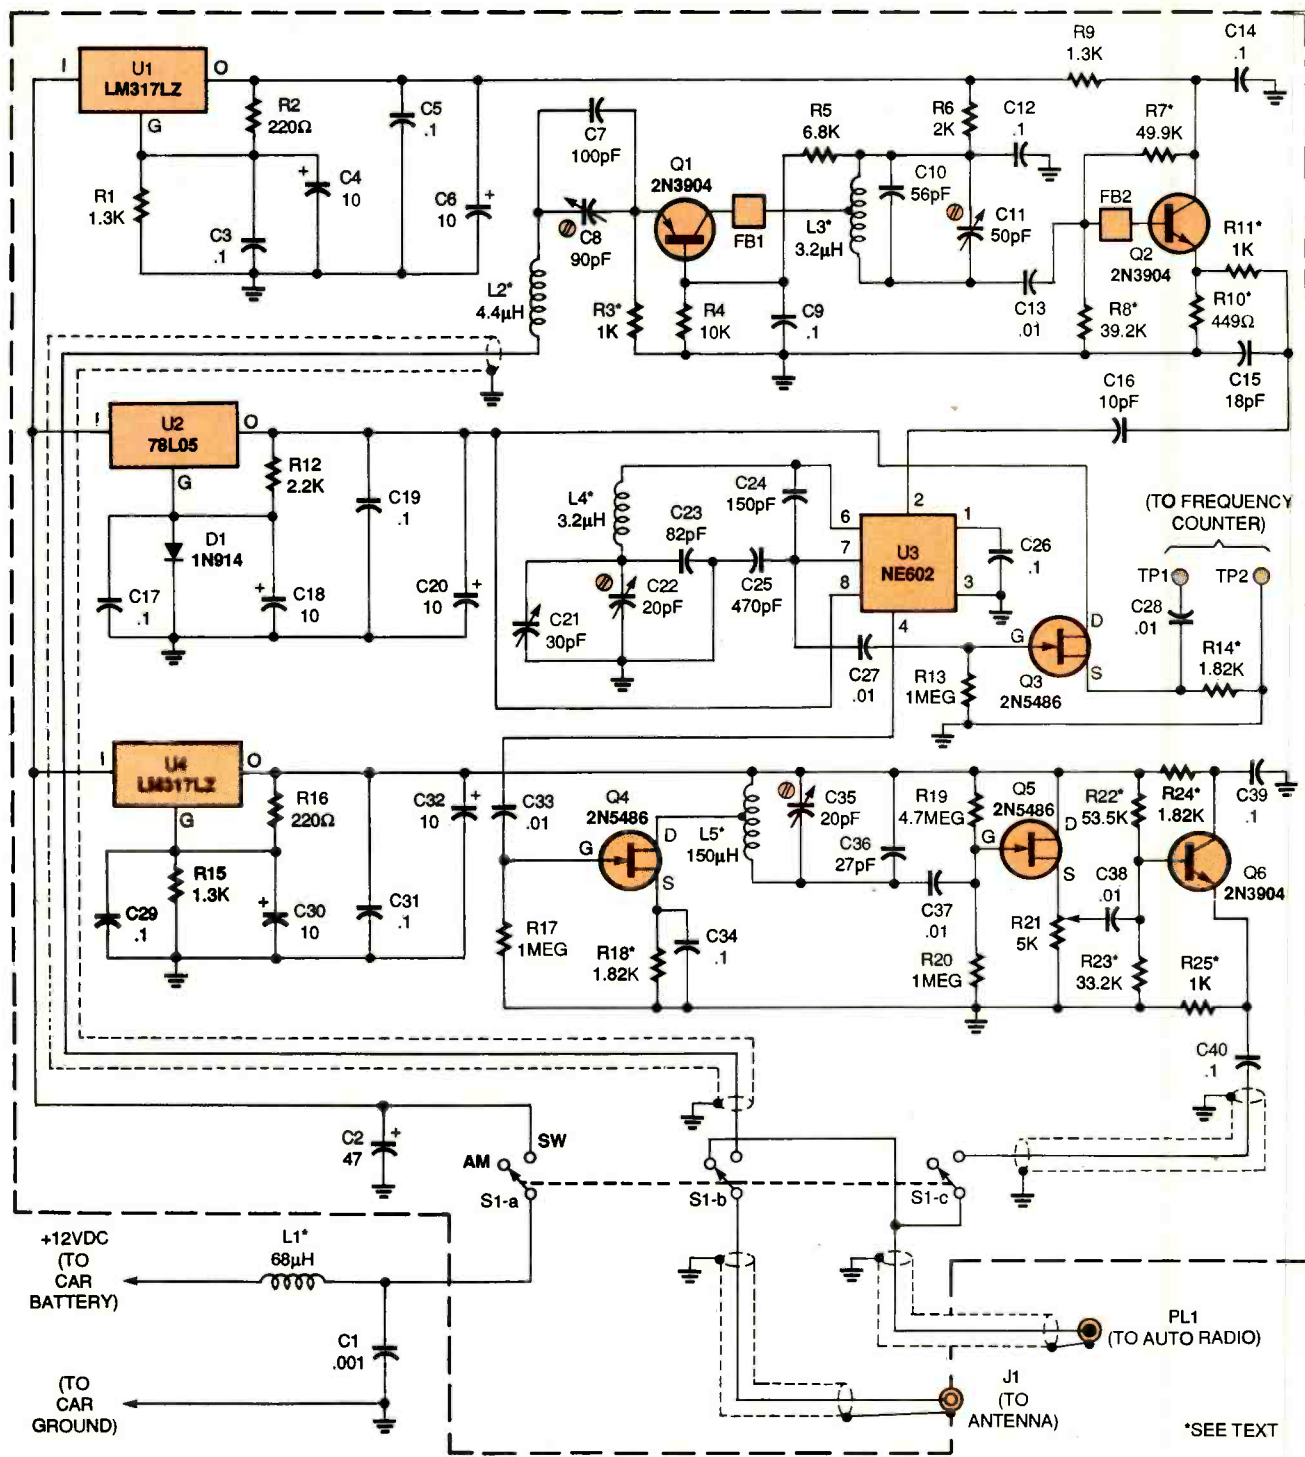 I
U1
LM317LZ
O
G
R2
220Ω
R1
1.3K
C3
.1
C4
10
+
C5
.1
C6
10
+
C7
100pF
C8
90pF
L2*
4.4μH
Q1
2N3904
FB1
R3*
1K
R4
10K
C9
.1
R5
6.8K
L3*
3.2μH
C10
56pF
R6
2K
C12
.1
C11
50pF
C13
.01
R9
1.3K
C14
.1
R7*
49.9K
FB2
Q2
2N3904
R8*
39.2K
R11*
1K
R10*
449Ω
C15
18pF
C16
10pF
I
U2
78L05
O
G
R12
2.2K
D1
1N914
C17
.1
C18
10
+
C19
.1
C20
10
+
L4*
3.2μH
C23
82pF
C24
150pF
C21
30pF
C22
20pF
C25
470pF
6
7
8
2
1
3
4
U3
NE602
C26
.1
C27
.01
R13
1MEG
G
D
S
Q3
2N5486
(TO FREQUENCY
COUNTER)
TP1
TP2
C28
.01
R14*
1.82K
I
U4
LM317LZ
O
G
R16
220Ω
R15
1.3K
C29
.1
C30
10
+
C31
.1
C32
10
+
C33
.01
Q4
2N5486
G
D
S
R17
1MEG
R18*
1.82K
C34
.1
L5*
150μH
C35
20pF
C36
27pF
C37
.01
R19
4.7MEG
R20
1MEG
Q5
2N5486
G
D
S
R21
5K
C38
.01
R22*
53.5K
R23*
33.2K
R24*
1.82K
C39
.1
Q6
2N3904
R25*
1K
C40
.1
C2
47
+
AM
SW
S1-a
S1-b
S1-c
+12VDC
(TO
CAR
BATTERY)
L1*
68μH
C1
.001
(TO
CAR
GROUND)
PL1
(TO AUTO RADIO)
J1
(TO
ANTENNA)
*SEE TEXT